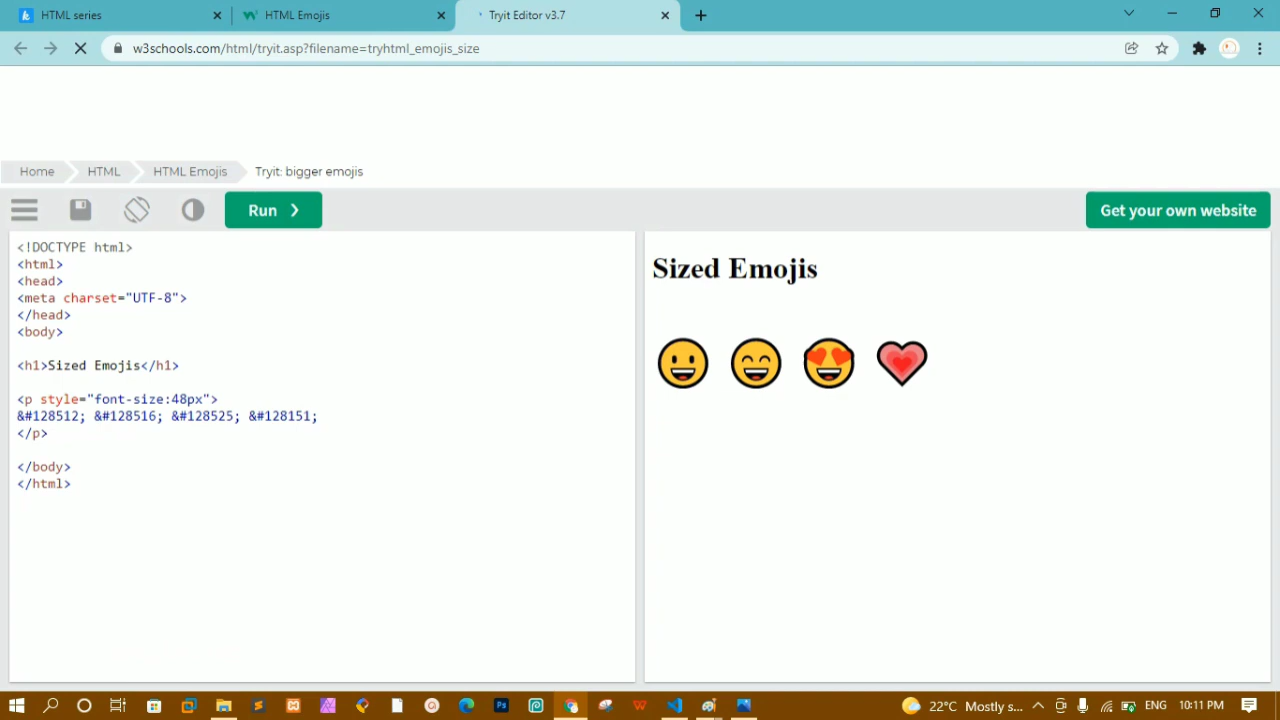 HTML series
HTML Emojis
Tryit Editor v3.7
w3schools.com/html/tryit.asp?filename=tryhtml_emojis_size
Home
HTML
HTML Emojis
Tryit: bigger emojis
Run ❯
Get your own website
<!DOCTYPE html>
<html>
<head>
<meta charset="UTF-8">
</head>
<body>
<h1>Sized Emojis</h1>
<p style="font-size:48px">
&#128512; &#128516; &#128525; &#128151;
</p>
</body>
</html>
Sized Emojis
😀 😄 😍 💗
22°C Mostly s...
ENG
10:11 PM